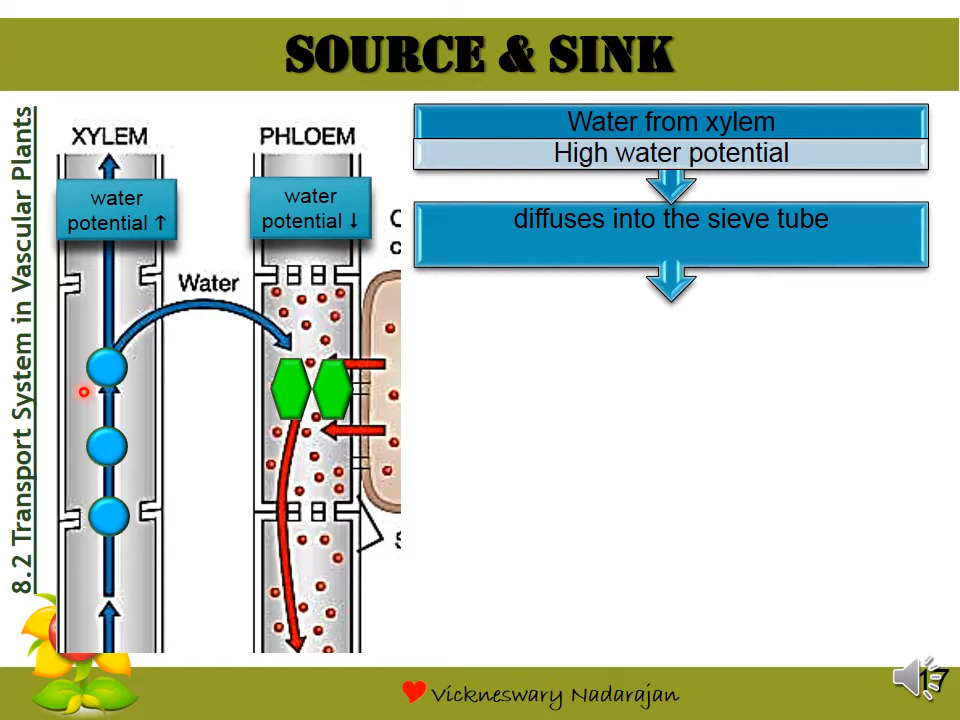 SOURCE & SINK
8.2 Transport System in Vascular Plants
XYLEM
PHLOEM
water
potential ↑
water
potential ↓
Water
Water from xylem
High water potential
diffuses into the sieve tube
Vickneswary Nadarajan
17